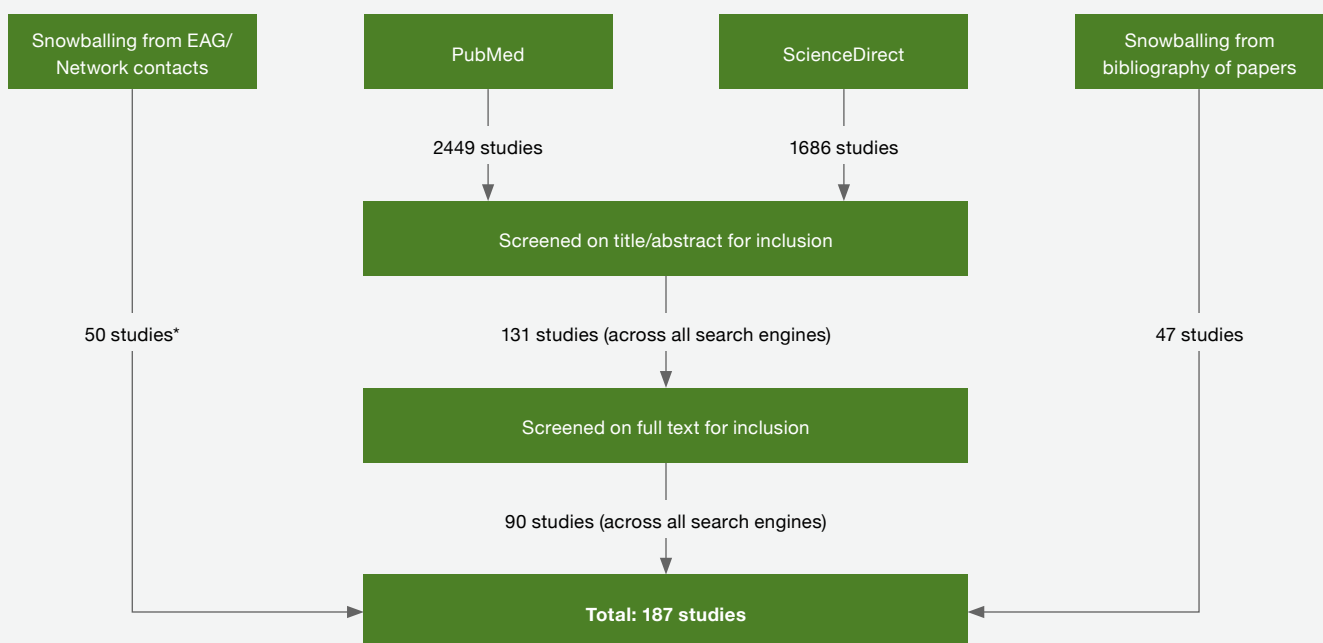 Snowballing from EAG/
Network contacts
PubMed
ScienceDirect
Snowballing from
bibliography of papers
2449 studies
1686 studies
Screened on title/abstract for inclusion
50 studies*
131 studies (across all search engines)
47 studies
Screened on full text for inclusion
90 studies (across all search engines)
Total: 187 studies